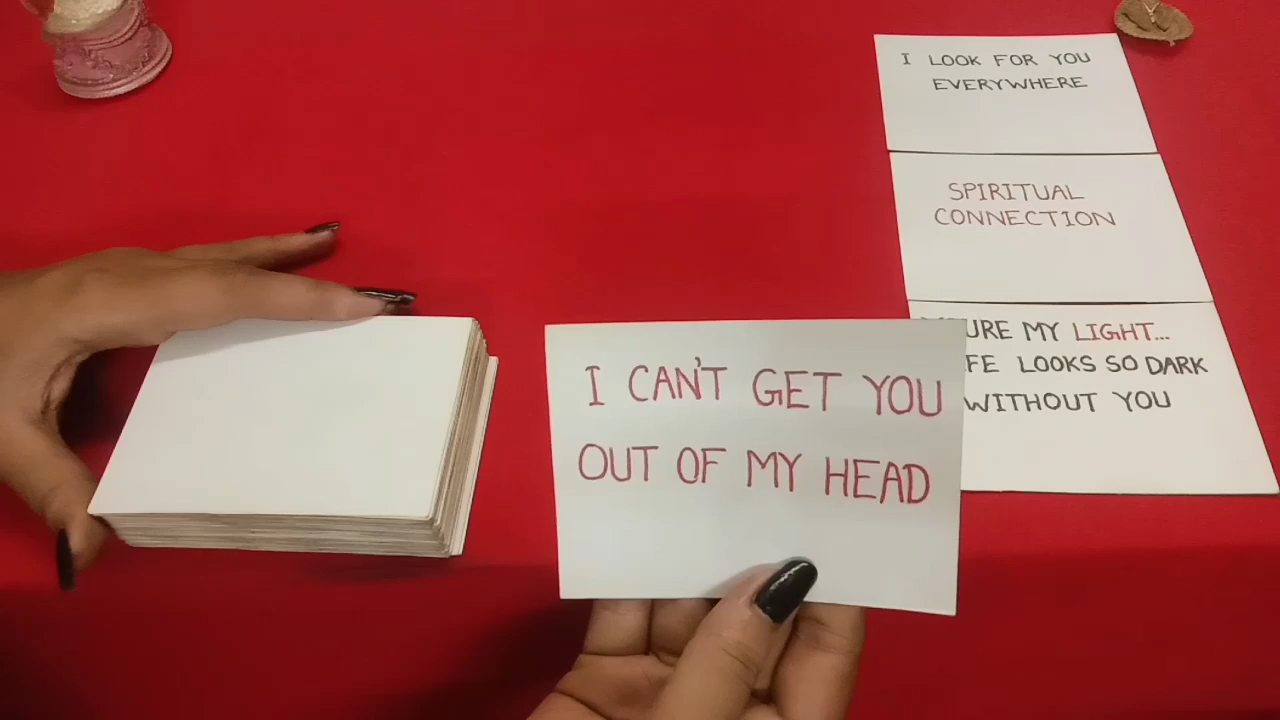 I LOOK FOR YOU
EVERYWHERE
SPIRITUAL
CONNECTION
MY LIGHT...
LOOKS SO DARK
WITHOUT YOU
I CAN'T GET YOU
OUT OF MY HEAD